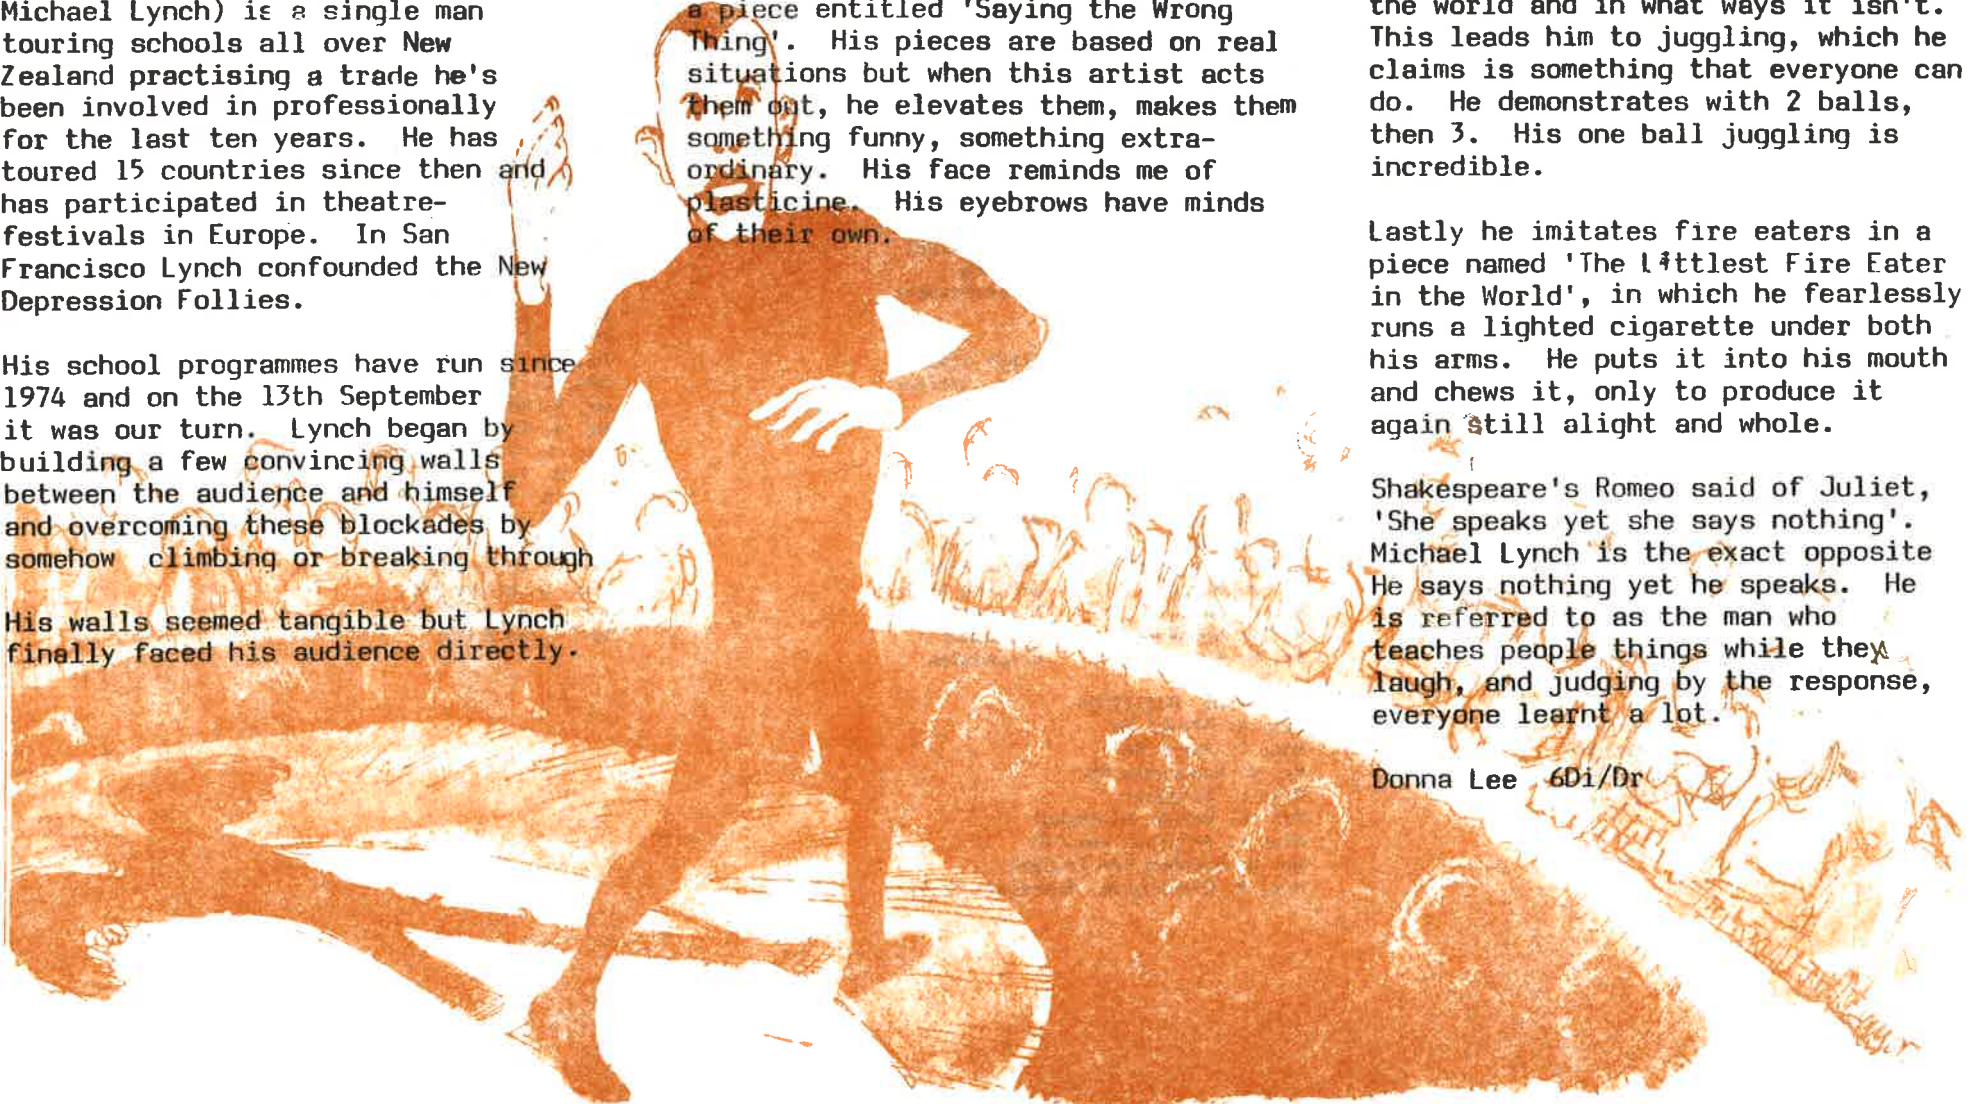 Michael Lynch) is a single man
touring schools all over New
Zealand practising a trade he's
been involved in professionally
for the last ten years. He has
toured 15 countries since then and
has participated in theatre-
festivals in Europe. In San
Francisco Lynch confounded the New
Depression Follies.

His school programmes have run since
1974 and on the 13th September
it was our turn. Lynch began by
building a few convincing walls
between the audience and himself
and overcoming these blockades by
somehow climbing or breaking through

His walls seemed tangible but Lynch
finally faced his audience directly.

a piece entitled 'Saying the Wrong
Thing'. His pieces are based on real
situations but when this artist acts
them out, he elevates them, makes them
something funny, something extra-
ordinary. His face reminds me of
plasticine. His eyebrows have minds
of their own.

the world and in what ways it isn't.
This leads him to juggling, which he
claims is something that everyone can
do. He demonstrates with 2 balls,
then 3. His one ball juggling is
incredible.

Lastly he imitates fire eaters in a
piece named 'The Littlest Fire Eater
in the World', in which he fearlessly
runs a lighted cigarette under both
his arms. He puts it into his mouth
and chews it, only to produce it
again still alight and whole.

Shakespeare's Romeo said of Juliet,
'She speaks yet she says nothing'.
Michael Lynch is the exact opposite
He says nothing yet he speaks. He
is referred to as the man who
teaches people things while they
laugh, and judging by the response,
everyone learnt a lot.

Donna Lee 6Di/Dr